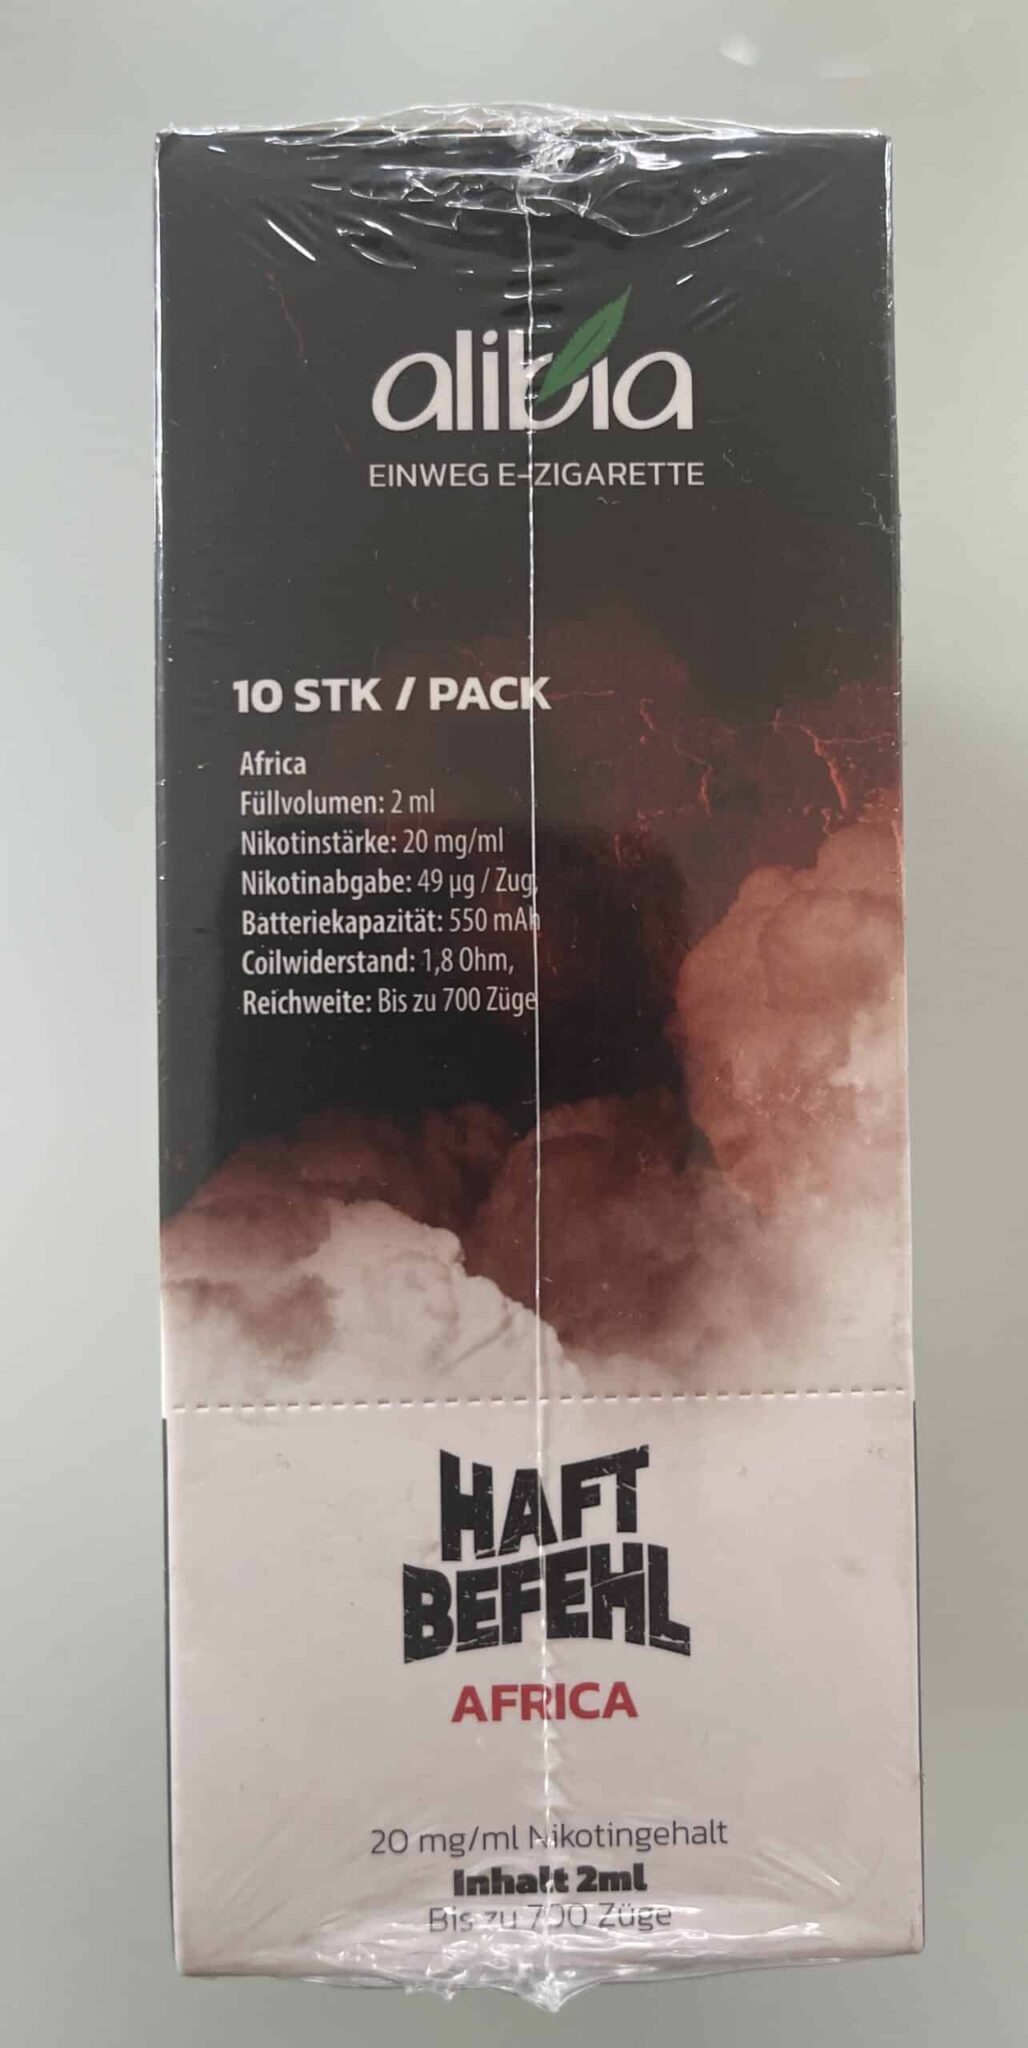 alibia
EINWEG E-ZIGARETTE
10 STK / PACK
Africa
Füllvolumen: 2 ml
Nikotinstärke: 20 mg/ml
Nikotinabgabe: 49 µg / Zug,
Batteriekapazität: 550 mAh
Coilwiderstand: 1,8 Ohm,
Reichweite: Bis zu 700 Züge
HAFT
BEFEHL
AFRICA
20 mg/ml Nikotingehalt
Inhalt 2ml
Bis zu 700 Züge